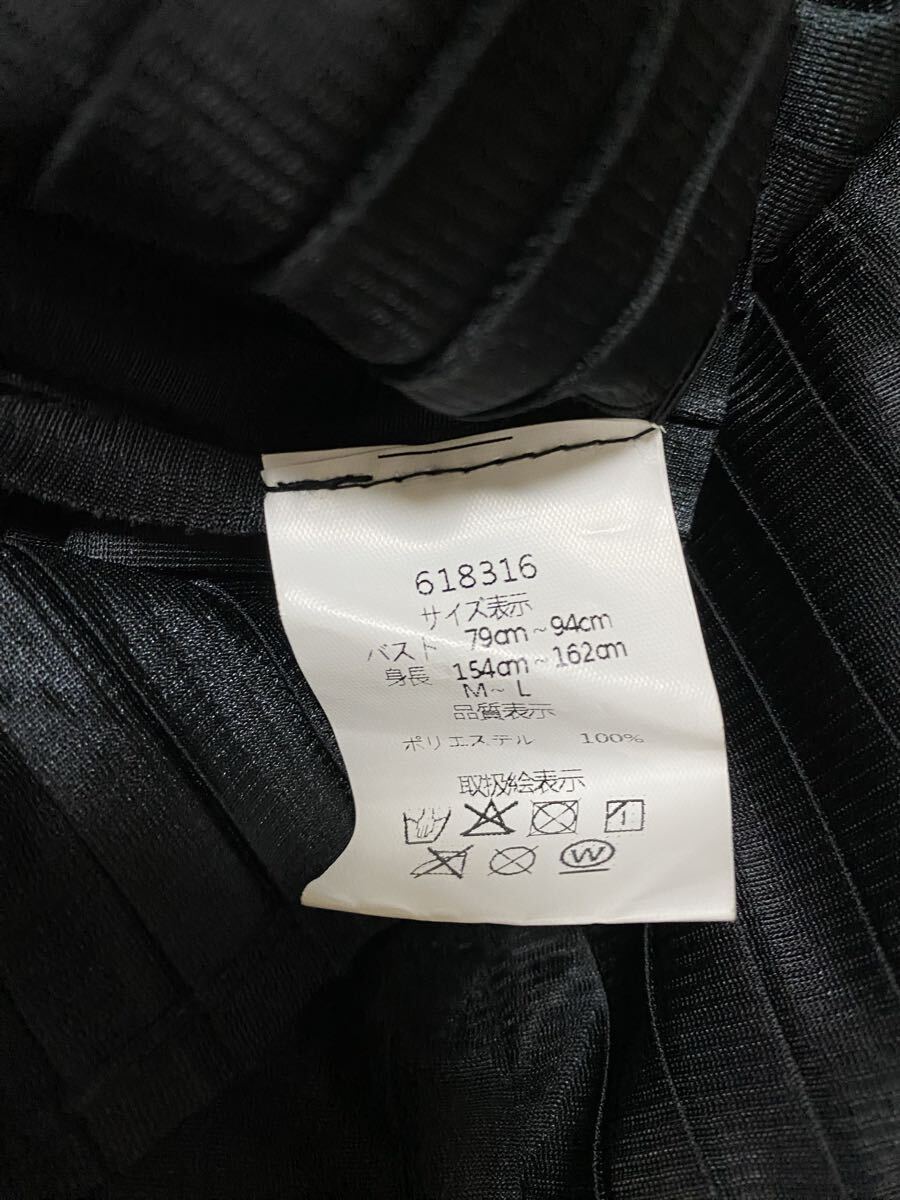 618316
サイズ表示
バスト 79cm~94cm
身長 154cm~162cm
M~L
品質表示
ポリエステル 100%
取扱絵表示
W